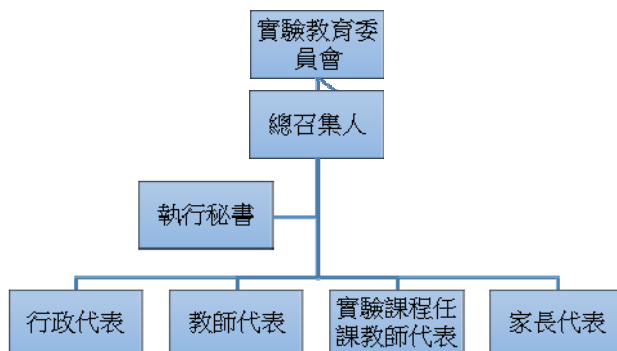 實驗教育委
員會
總召集人
執行秘書
行政代表
教師代表
實驗課程任
課教師代表
家長代表